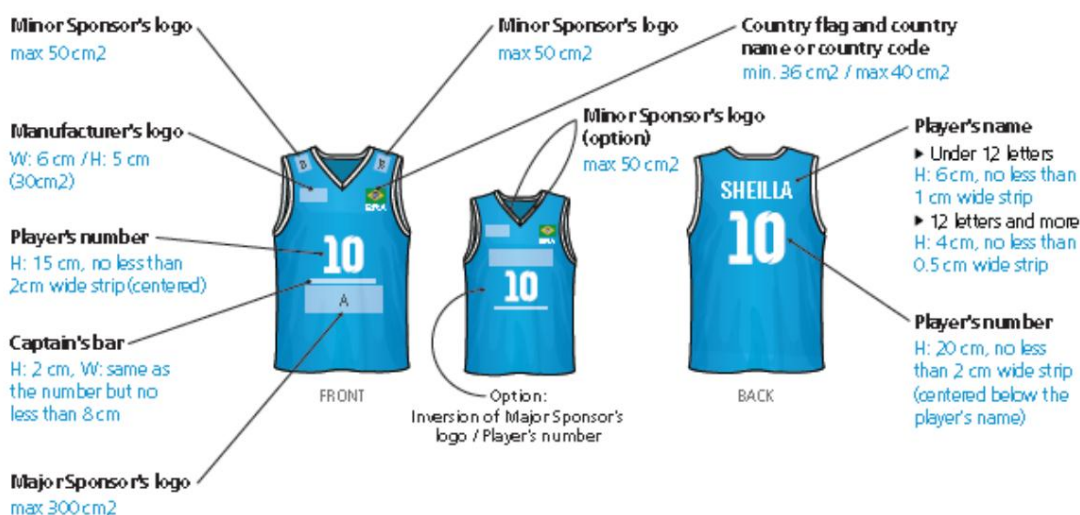 Minor Sponsor's logo
max 50 cm2
Minor Sponsor's logo
max 50 cm2
Country flag and country
name or country code
min. 36 cm2 / max 40 cm2
Manufacturer's logo
W: 6 cm / H: 5 cm
(30cm2)
Minor Sponsor's logo
(option)
max 50 cm2
Player's name
▸ Under 12 letters
H: 6 cm, no less than
1 cm wide strip
▸ 12 letters and more
H: 4 cm, no less than
0.5 cm wide strip
Player's number
H: 15 cm, no less than
2cm wide strip (centered)
Captain's bar
H: 2 cm, W: same as
the number but no
less than 8 cm
Major Sponsor's logo
max 300 cm2
B
BRA
10
A
FRONT
BRA
10
Option:
Inversion of Major Sponsor's
logo / Player's number
SHEILLA
10
BACK
Player's number
H: 20 cm, no less
than 2 cm wide strip
(centered below the
player's name)